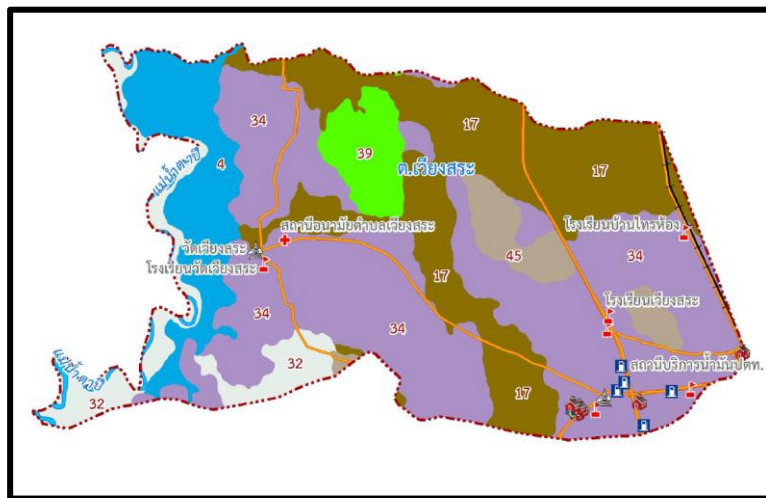 34
17
39
4
ต.เวียงสระ
17
แม่น้ำตาปี
สถานีอนามัยตำบลเวียงสระ
โรงเรียนบ้านไทรห้อง
วัดเวียงสระ
โรงเรียนวัดเวียงสระ
17
45
34
โรงเรียนเวียงสระ
34
34
32
สถานีบริการน้ำมันปตท.
แม่น้ำตาปี
32
17